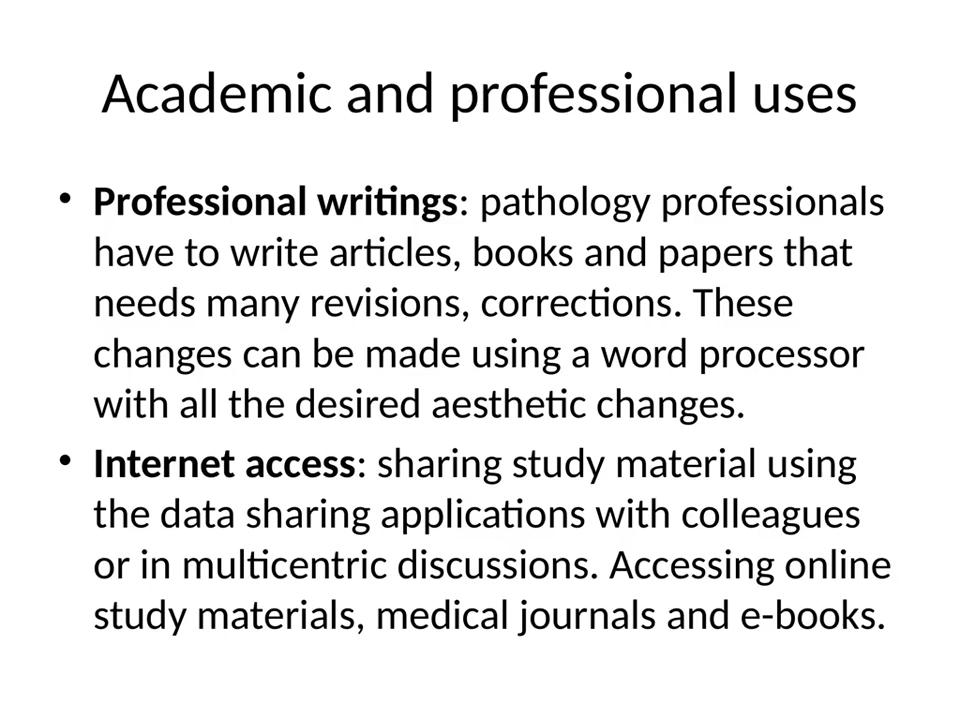 Academic and professional uses
• Professional writings: pathology professionals
have to write articles, books and papers that
needs many revisions, corrections. These
changes can be made using a word processor
with all the desired aesthetic changes.
• Internet access: sharing study material using
the data sharing applications with colleagues
or in multicentric discussions. Accessing online
study materials, medical journals and e-books.